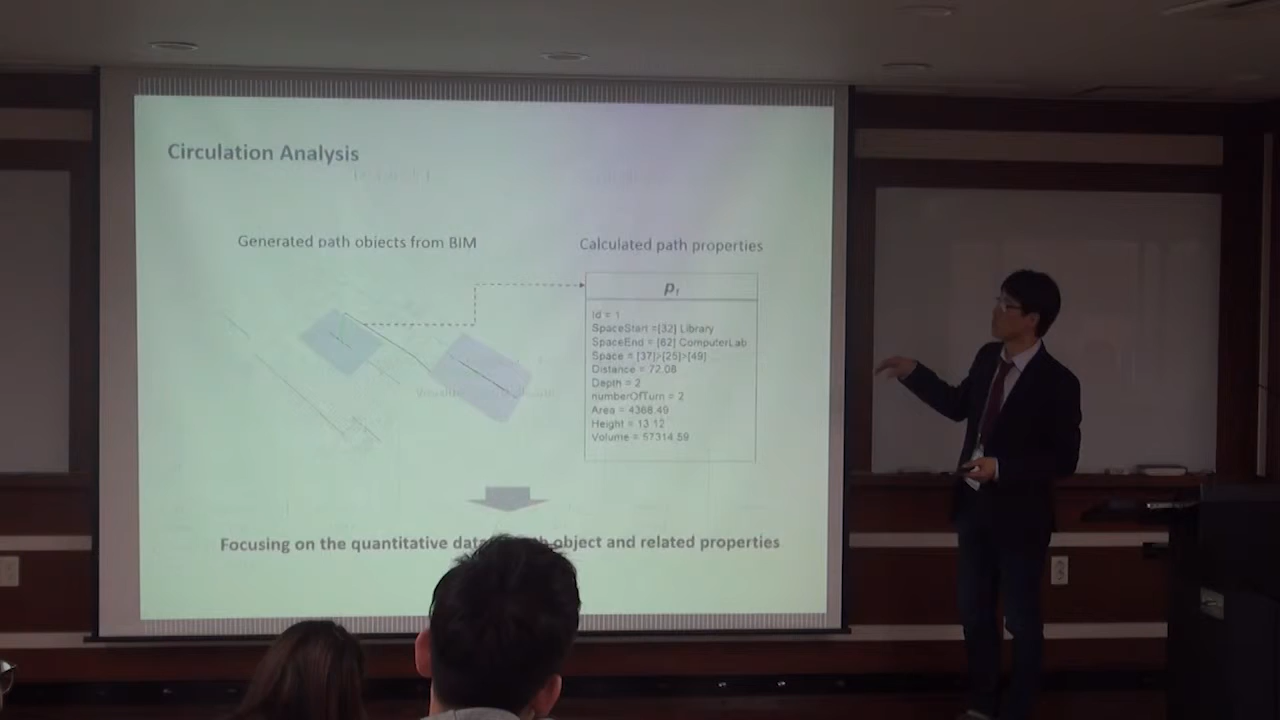 Circulation Analysis
Generated path objects from BIM
Calculated path properties
P1
Id = 1
SpaceStart =[32] Library
SpaceEnd = [62] ComputerLab
Space = [37]>[25]>[49]
Distance = 72.08
Depth = 2
numberOfTurn = 2
Area = 4368.49
Height = 13.12
Volume = 57314.59
Focusing on the quantitative data object and related properties